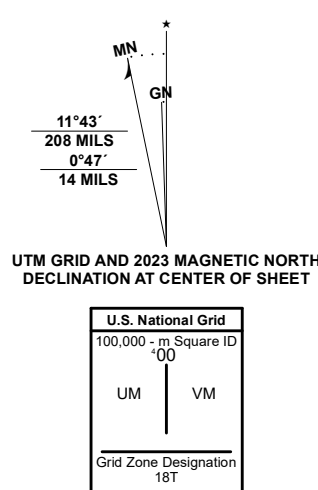 ★
MN
GN
11°43´
208 MILS
0°47´
14 MILS
UTM GRID AND 2023 MAGNETIC NORTH
DECLINATION AT CENTER OF SHEET
U.S. National Grid
100,000 - m Square ID
⁴00
UM VM
Grid Zone Designation
18T